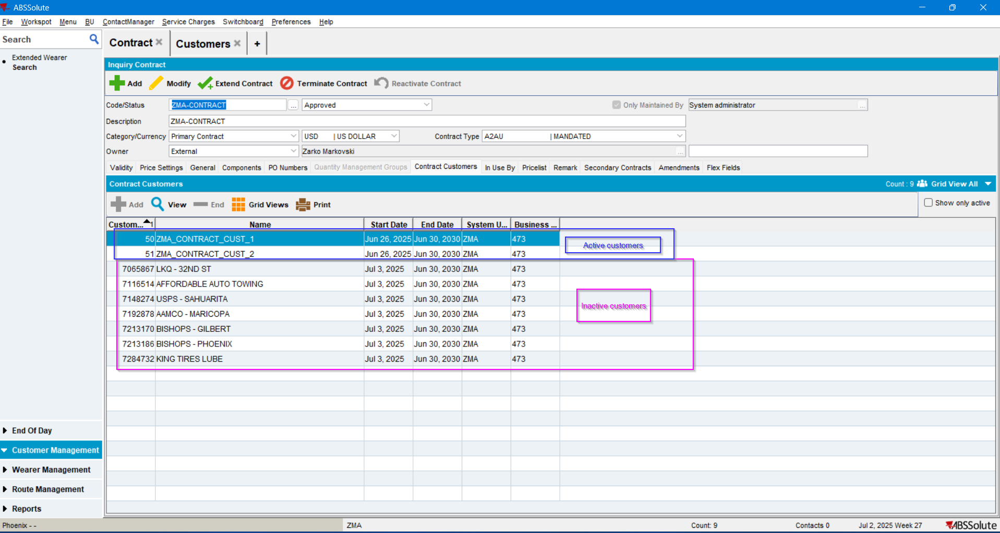 ABSSolute
File Workspot Menu BU ContactManager Service Charges Switchboard Preferences Help
Search
Contract Customers +
Extended Wearer
Search
Inquiry Contract
Add Modify Extend Contract Terminate Contract Reactivate Contract
Code/Status ZMA-CONTRACT ... Approved Only Maintained By System administrator ...
Description ZMA-CONTRACT
Category/Currency Primary Contract USD | US DOLLAR Contract Type A2AU | MANDATED
Owner External Zarko Markovski ...
Validity Price Settings General Components PO Numbers Quantity Management Groups Contract Customers In Use By Pricelist Remark Secondary Contracts Amendments Flex Fields
Contract Customers Count : 9 Grid View All
Add View End Grid Views Print Show only active
Custom... 1 Name Start Date End Date System U... Business ...
50 ZMA_CONTRACT_CUST_1 Jun 26, 2025 Jun 30, 2030 ZMA 473
Active customers
51 ZMA_CONTRACT_CUST_2 Jun 26, 2025 Jun 30, 2030 ZMA 473
7065867 LKQ - 32ND ST Jul 3, 2025 Jun 30, 2030 ZMA 473
7116514 AFFORDABLE AUTO TOWING Jul 3, 2025 Jun 30, 2030 ZMA 473
7148274 USPS - SAHUARITA Jul 3, 2025 Jun 30, 2030 ZMA 473
Inactive customers
7192878 AAMCO - MARICOPA Jul 3, 2025 Jun 30, 2030 ZMA 473
7213170 BISHOPS - GILBERT Jul 3, 2025 Jun 30, 2030 ZMA 473
7213186 BISHOPS - PHOENIX Jul 3, 2025 Jun 30, 2030 ZMA 473
7284732 KING TIRES LUBE Jul 3, 2025 Jun 30, 2030 ZMA 473
End Of Day
Customer Management
Wearer Management
Route Management
Reports
Phoenix - - ZMA Count: 9 Contacts 0 Jul 2, 2025 Week 27 ABSSolute